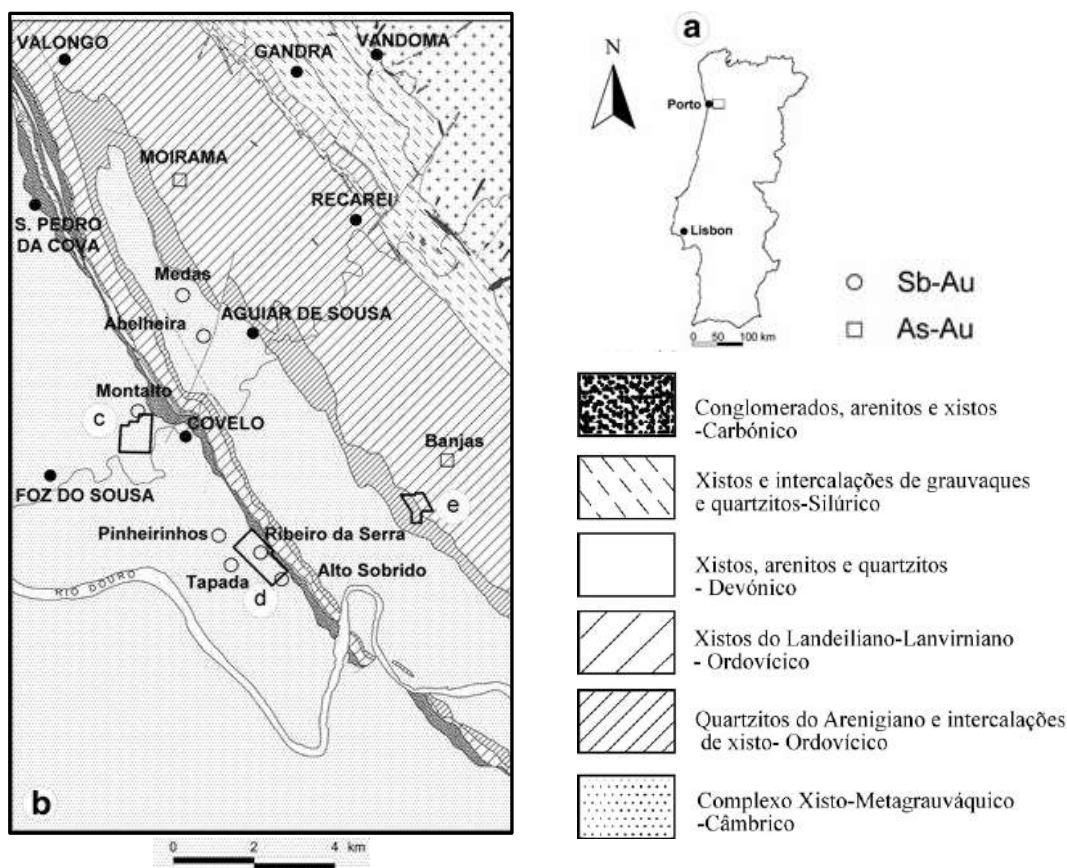 VALONGO
GANDRA
VANDOMA
MOIRAMA
RECAREI
S. PEDRO
DA COVA
Medas
Abelheira
AGUIAR DE SOUSA
Montalto
c
COVELO
Banjas
FOZ DO SOUSA
e
Pinheirinhos
Ribeiro da Serra
Tapada
Alto Sobrido
d
RIO DOURO
b
0 2 4 km
a
N
Porto
Lisbon
0 50 100 km
Sb-Au
As-Au
Conglomerados, arenitos e xistos
-Carbónico
Xistos e intercalações de grauvaques
e quartzitos-Silúrico
Xistos, arenitos e quartzitos
- Devónico
Xistos do Landeiliano-Lanvirniano
- Ordovícico
Quartzitos do Arenigiano e intercalações
de xisto- Ordovícico
Complexo Xisto-Metagrauváquico
-Câmbrico